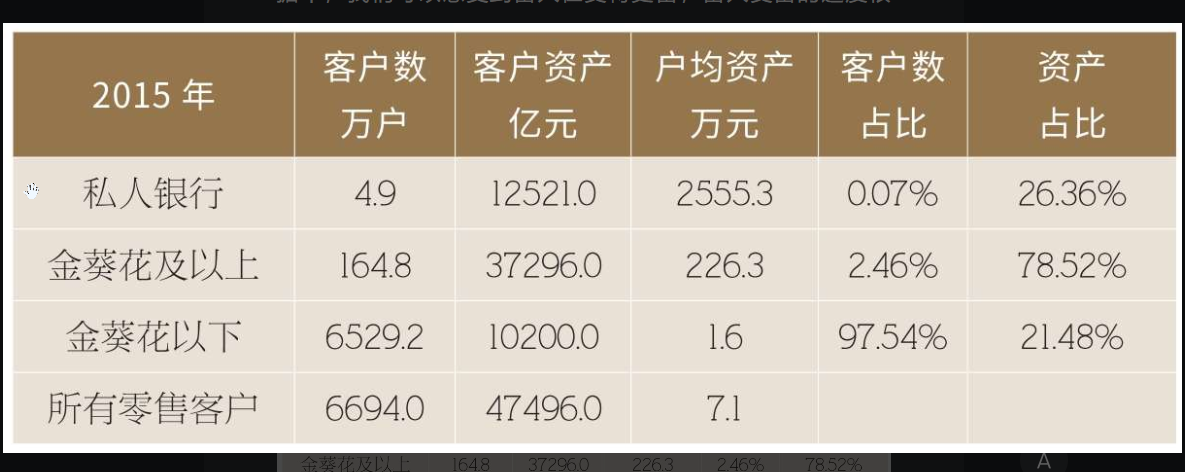 2015 年 客户数 万户 客户资产 亿元 户均资产 万元 客户数 占比 资产 占比
私人银行 4.9 12521.0 2555.3 0.07% 26.36%
金葵花及以上 164.8 37296.0 226.3 2.46% 78.52%
金葵花以下 6529.2 10200.0 1.6 97.54% 21.48%
所有零售客户 6694.0 47496.0 7.1
金葵花及以上 164.8 37296.0 226.3 2.46% 78.52%
A